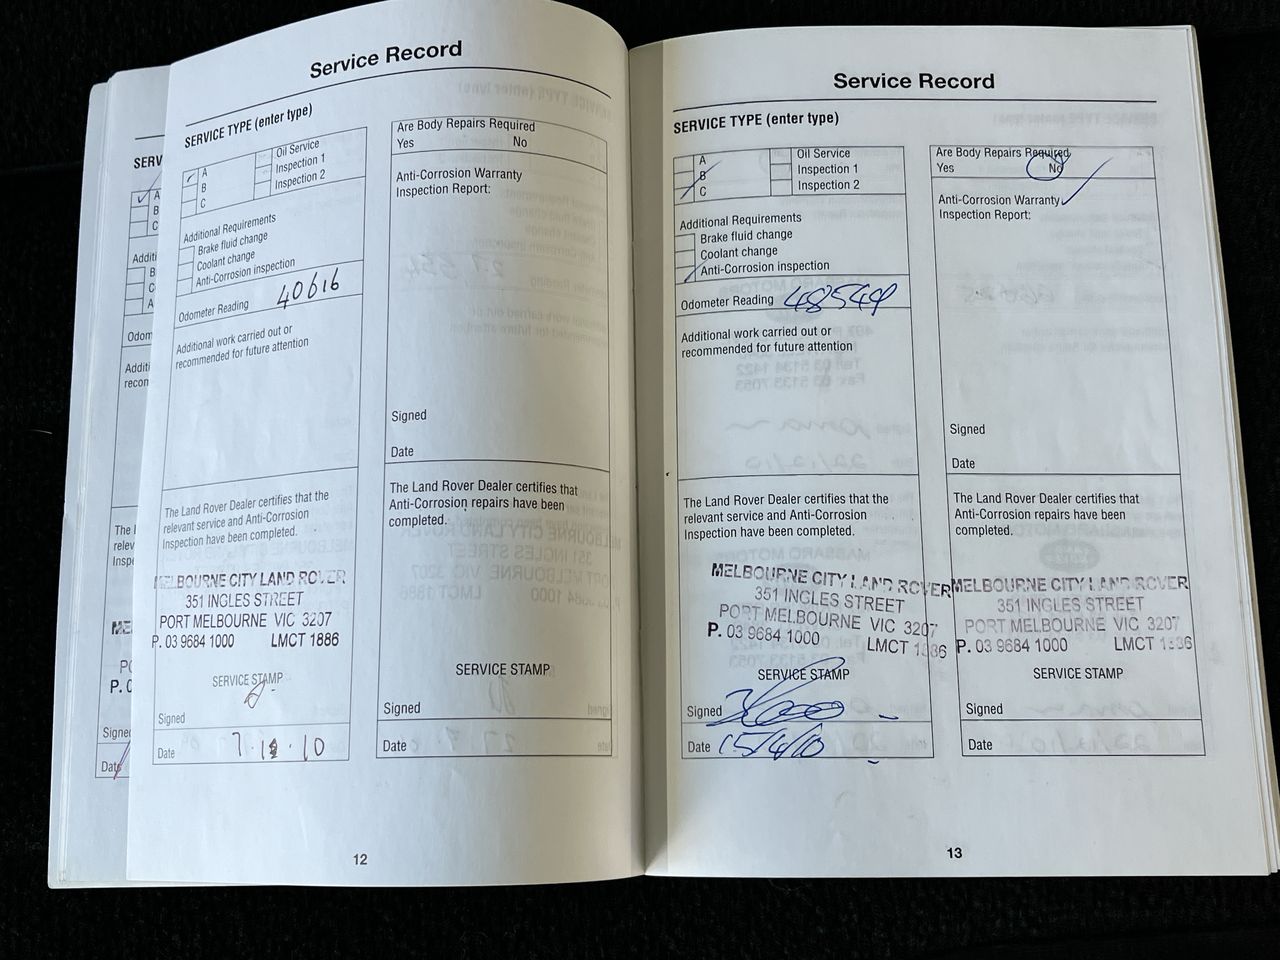 Service Record
SERVICE TYPE (enter type)
A
B
C
Oil Service
Inspection 1
Inspection 2
Additional Requirements
Brake fluid change
Coolant change
Anti-Corrosion inspection
Odometer Reading 40616
Additional work carried out or
recommended for future attention
The Land Rover Dealer certifies that the
relevant service and Anti-Corrosion
Inspection have been completed.
MELBOURNE CITY LAND ROVER
351 INGLES STREET
PORT MELBOURNE VIC 3207
P. 03 9684 1000 LMCT 1886
SERVICE STAMP
Signed
Date
Are Body Repairs Required
Yes No
Anti-Corrosion Warranty
Inspection Report:
Signed
Date
The Land Rover Dealer certifies that
Anti-Corrosion repairs have been
completed.
SERVICE STAMP
Signed
Date
12
Service Record
SERVICE TYPE (enter type)
A
B
C
Oil Service
Inspection 1
Inspection 2
Additional Requirements
Brake fluid change
Coolant change
Anti-Corrosion inspection
Odometer Reading 48549
Additional work carried out or
recommended for future attention
The Land Rover Dealer certifies that the
relevant service and Anti-Corrosion
Inspection have been completed.
MELBOURNE CITY LAND ROVER
351 INGLES STREET
PORT MELBOURNE VIC 3207
P. 03 9684 1000 LMCT 1886
SERVICE STAMP
Signed
Date 15/4/10
Are Body Repairs Required
Yes No
Anti-Corrosion Warranty
Inspection Report:
Signed
Date
The Land Rover Dealer certifies that
Anti-Corrosion repairs have been
completed.
MELBOURNE CITY LAND ROVER
351 INGLES STREET
PORT MELBOURNE VIC 3207
P. 03 9684 1000 LMCT 1886
SERVICE STAMP
Signed
Date
13